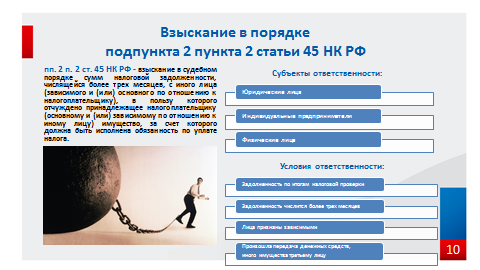 Взыскание в порядке
подпункта 2 пункта 2 статьи 45 НК РФ
пп. 2 п. 2 ст. 45 НК РФ - взыскание в судебном
порядке сумм налоговой задолженности,
числящейся более трех месяцев, с иного лица
(зависимого и (или) основного по отношению к
налогоплательщику), в пользу которого
отчуждено принадлежащее налогоплательщику
(основному и (или) зависимому по отношению к
иному лицу) имущество, за счет которого
должна быть исполнена обязанность по уплате
налога.
Субъекты ответственности:
Юридические лица
Индивидуальные предприниматели
Физические лица
Условия ответственности:
Задолженность по итогам налоговой проверки
Задолженность числится более трех месяцев
Лица признаны зависимыми
Произошла передача денежных средств,
иного имущества третьему лицу
10